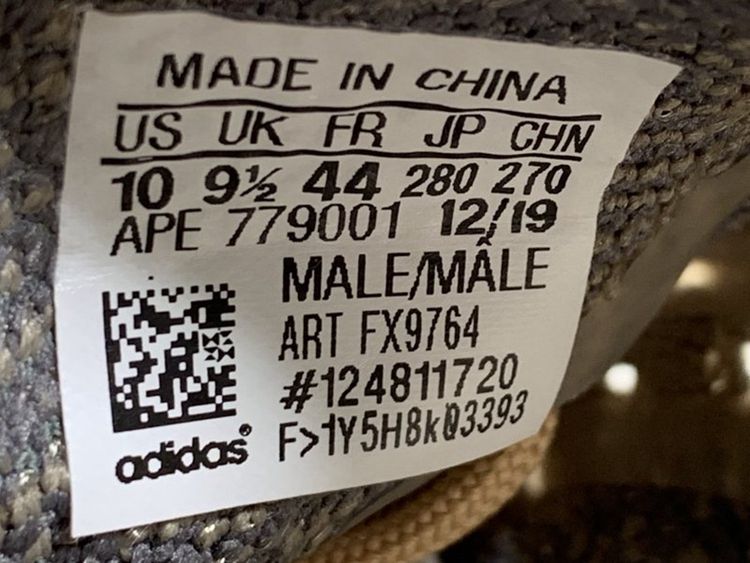 MADE IN CHINA
US UK FR JP CHN
10 9½ 44 280 270
APE 779001 12/19
MALE/MÂLE
ART FX9764
#124811720
F>1Y5H8kQ3393
adidas®